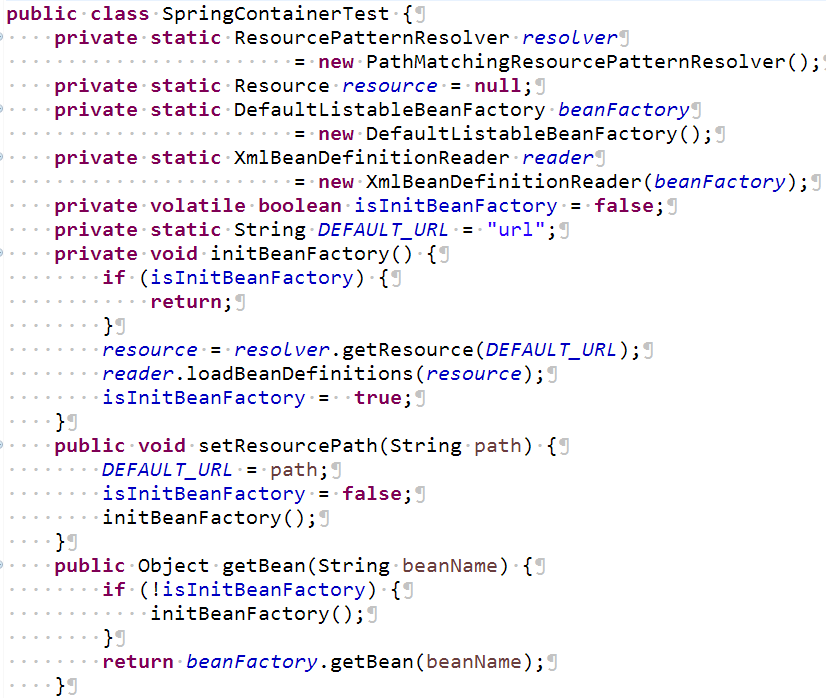 public class SpringContainerTest {¶
····private static ResourcePatternResolver resolver¶
························= new PathMatchingResourcePatternResolver();¶
····private static Resource resource = null;¶
····private static DefaultListableBeanFactory beanFactory¶
························= new DefaultListableBeanFactory();¶
····private static XmlBeanDefinitionReader reader¶
························= new XmlBeanDefinitionReader(beanFactory);¶
····private volatile boolean isInitBeanFactory = false;¶
····private static String DEFAULT_URL = "url";¶
····private void initBeanFactory() {¶
········if (isInitBeanFactory) {¶
············return;¶
········}¶
········resource = resolver.getResource(DEFAULT_URL);¶
········reader.loadBeanDefinitions(resource);¶
········isInitBeanFactory =  true;¶
····}¶
····public void setResourcePath(String path) {¶
········DEFAULT_URL = path;¶
········isInitBeanFactory = false;¶
········initBeanFactory();¶
····}¶
····public Object getBean(String beanName) {¶
········if (!isInitBeanFactory) {¶
············initBeanFactory();¶
········}¶
········return beanFactory.getBean(beanName);¶
····}¶